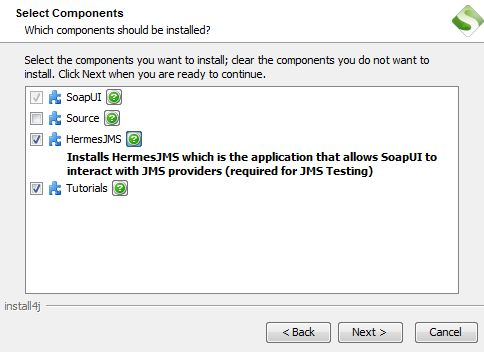 Select Components
Which components should be installed?
Select the components you want to install; clear the components you do not want to
install. Click Next when you are ready to continue.
SoapUI
Source
HermesJMS
Installs HermesJMS which is the application that allows SoapUI to
interact with JMS providers (required for JMS Testing)
Tutorials
install4j
< Back
Next >
Cancel